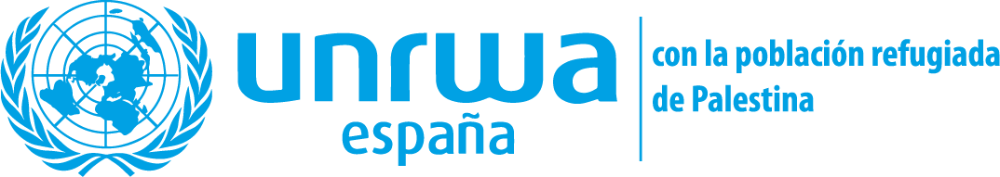 unrwa
españa
con la población refugiada
de Palestina